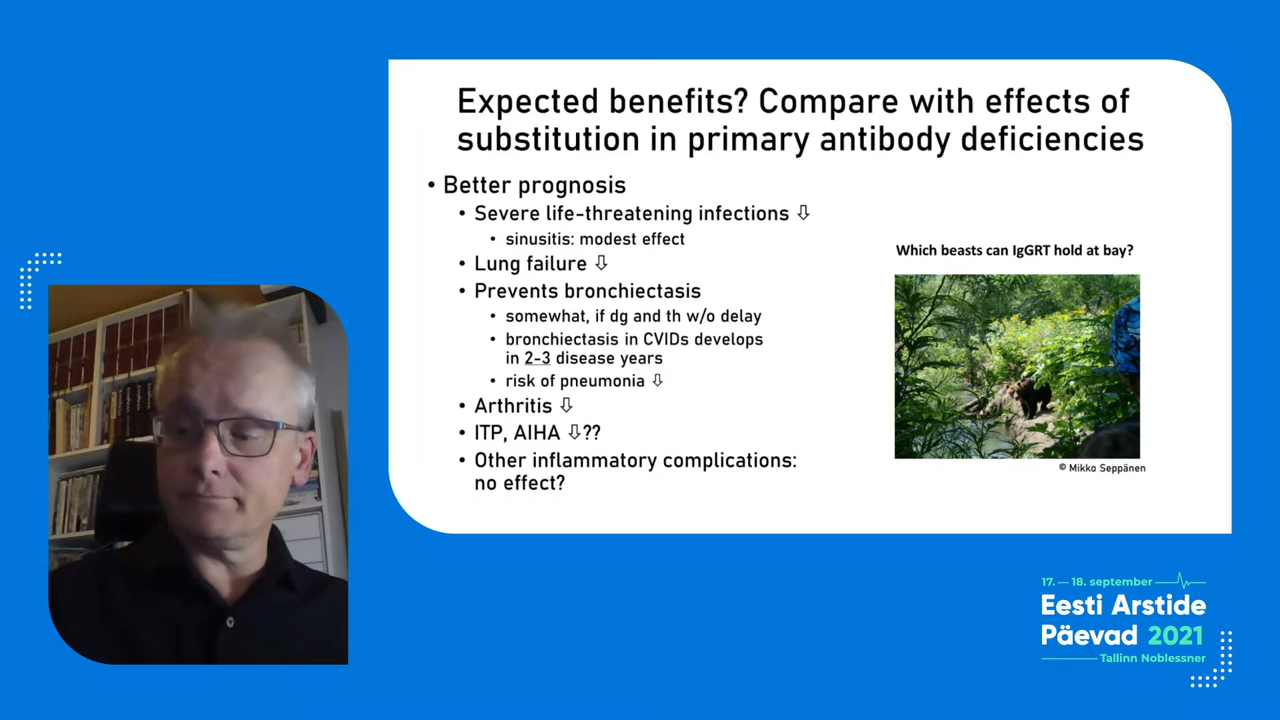 Expected benefits? Compare with effects of
substitution in primary antibody deficiencies
• Better prognosis
• Severe life-threatening infections ⇩
• sinusitis: modest effect
• Lung failure ⇩
• Prevents bronchiectasis
• somewhat, if dg and th w/o delay
• bronchiectasis in CVIDs develops
in 2-3 disease years
• risk of pneumonia ⇩
• Arthritis ⇩
• ITP, AIHA ⇩??
• Other inflammatory complications:
no effect?
Which beasts can IgGRT hold at bay?
© Mikko Seppänen
17. — 18. september
Eesti Arstide
Päevad 2021
Tallinn Noblessner